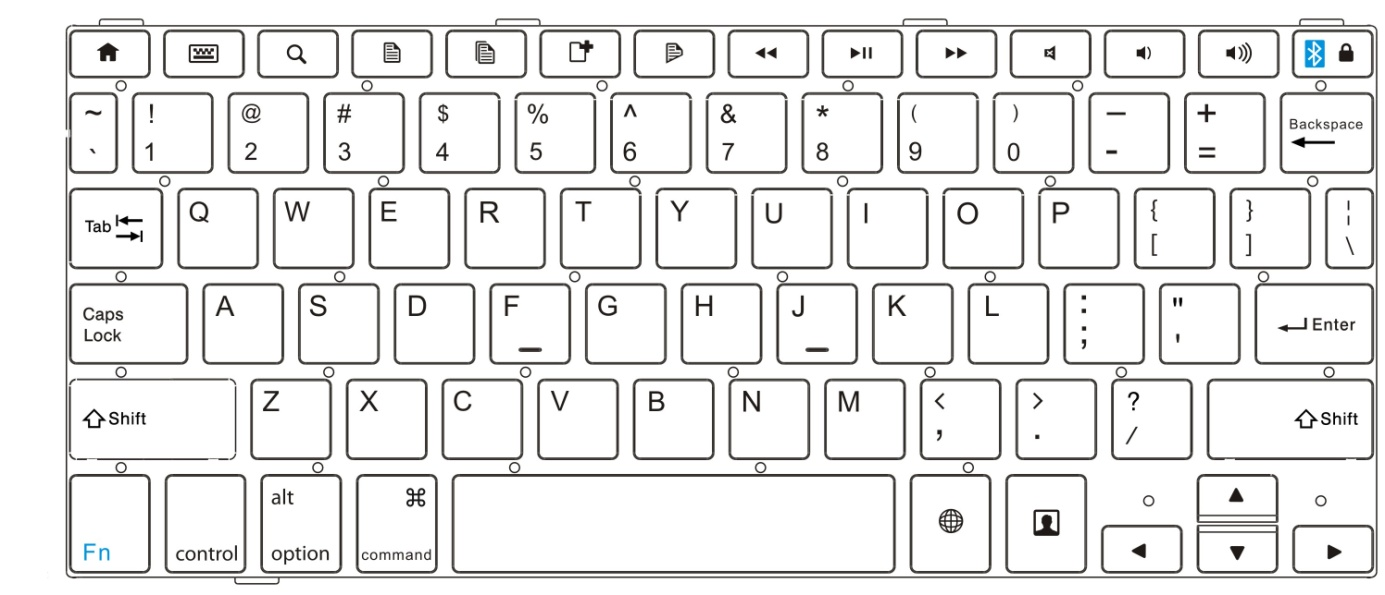 ~ ! @ # $ % ^ & * ( ) — +
` 1 2 3 4 5 6 7 8 9 0 - = Backspace
Tab Q W E R T Y U I O P { } ¦
[ ] \
Caps Lock A S D F G H J K L : " Enter
; '
Shift Z X C V B N M < > ? Shift
, . /
alt ⌘
Fn control option command